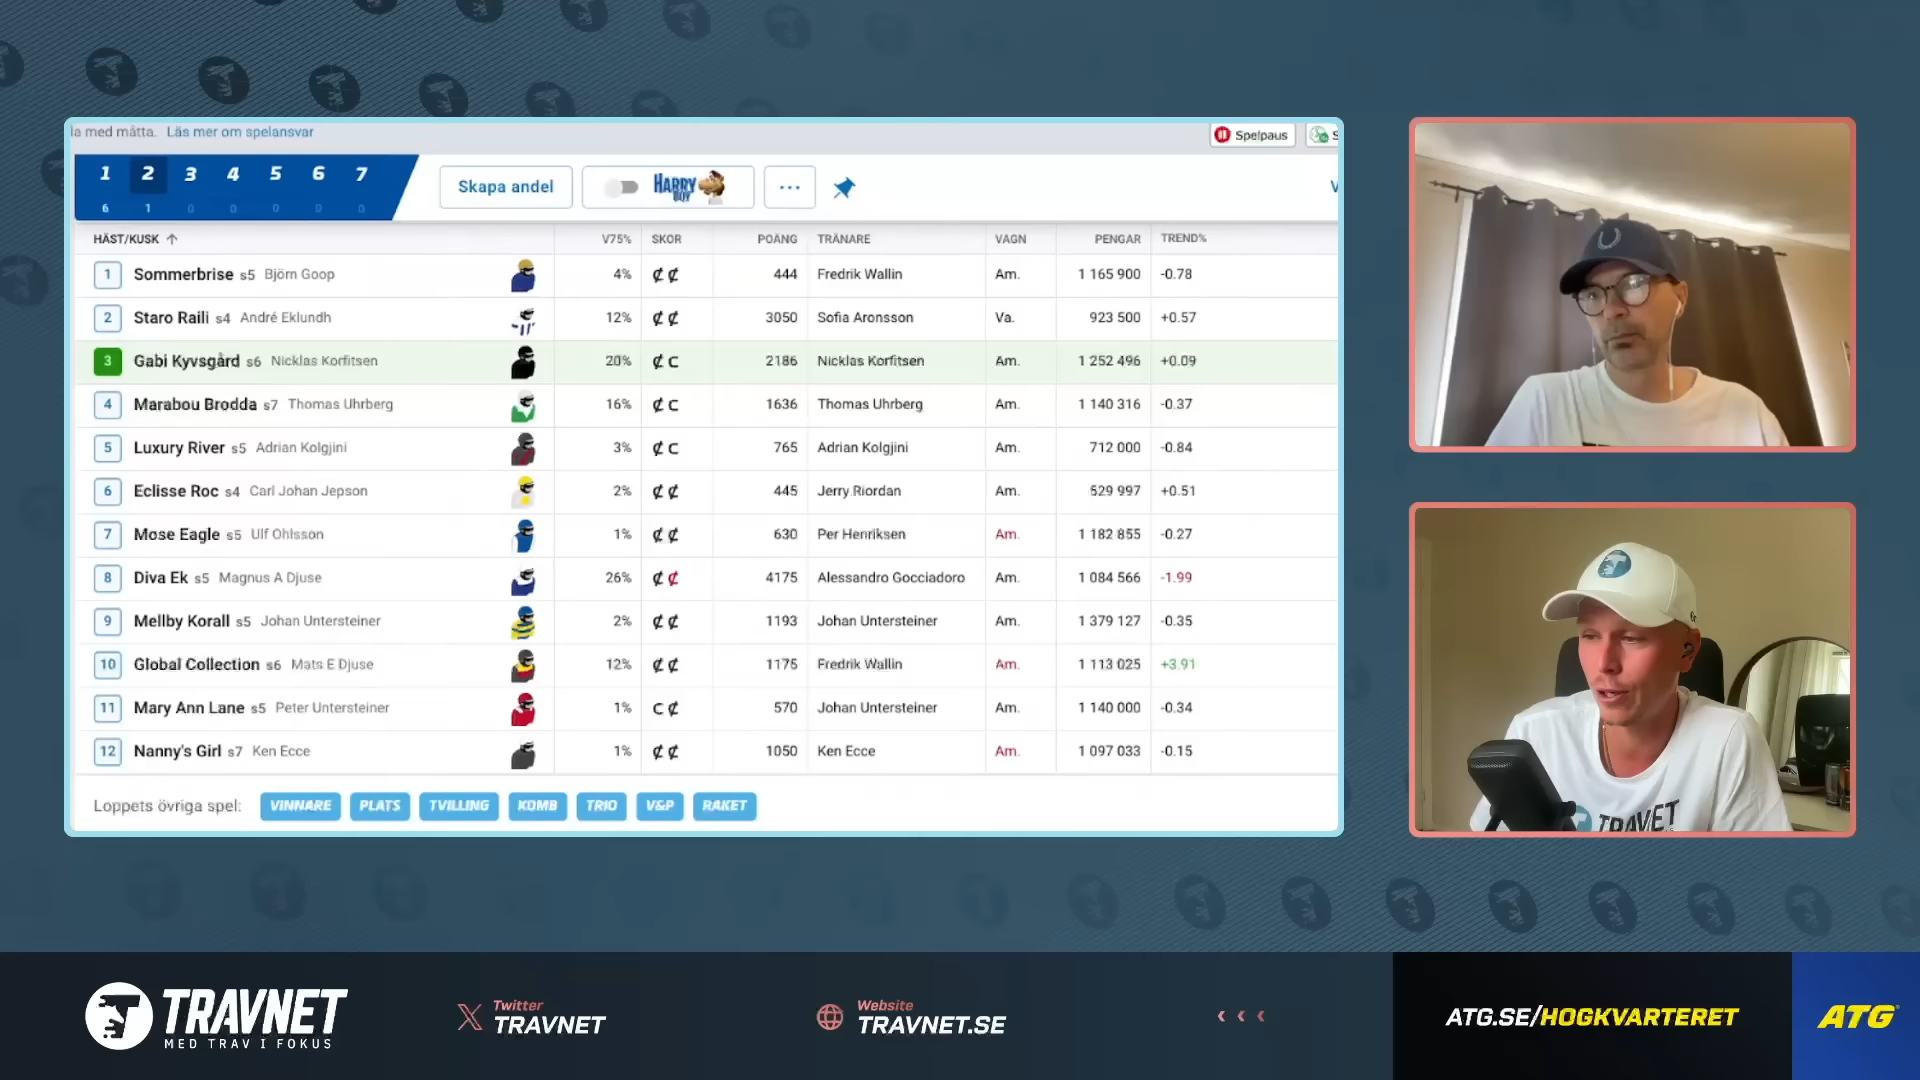 la med måtta. Läs mer om spelansvar
Spelpaus
1 2 3 4 5 6 7
6 1 0 0 0 0 0
Skapa andel
HARRY BOY
...
HÄST/KUSK ↑ V75% SKOR POÄNG TRÄNARE VAGN PENGAR TREND%
1 Sommerbrise s5 Björn Goop 4% ₵ ₵ 444 Fredrik Wallin Am. 1 165 900 -0.78
2 Staro Raili s4 André Eklundh 12% ₵ ₵ 3050 Sofia Aronsson Va. 923 500 +0.57
3 Gabi Kyvsgård s6 Nicklas Korfitsen 20% ₵ C 2186 Nicklas Korfitsen Am. 1 252 496 +0.09
4 Marabou Brodda s7 Thomas Uhrberg 16% ₵ C 1636 Thomas Uhrberg Am. 1 140 316 -0.37
5 Luxury River s5 Adrian Kolgjini 3% ₵ C 765 Adrian Kolgjini Am. 712 000 -0.84
6 Eclisse Roc s4 Carl Johan Jepson 2% ₵ ₵ 445 Jerry Riordan Am. 529 997 +0.51
7 Møse Eagle s5 Ulf Ohlsson 1% ₵ ₵ 630 Per Henriksen Am. 1 182 855 -0.27
8 Diva Ek s5 Magnus A Djuse 26% ₵ ₵ 4175 Alessandro Gocciadoro Am. 1 084 566 -1.99
9 Mellby Korall s5 Johan Untersteiner 2% ₵ ₵ 1193 Johan Untersteiner Am. 1 379 127 -0.35
10 Global Collection s6 Mats E Djuse 12% ₵ ₵ 1175 Fredrik Wallin Am. 1 113 025 +3.91
11 Mary Ann Lane s5 Peter Untersteiner 1% C ₵ 570 Johan Untersteiner Am. 1 140 000 -0.34
12 Nanny's Girl s7 Ken Ecce 1% ₵ ₵ 1050 Ken Ecce Am. 1 097 033 -0.15
Loppets övriga spel: VINNARE PLATS TVILLING KOMB TRIO V&P RAKET
TRAVNET
TRAVNET
MED TRAV I FOKUS
Twitter
TRAVNET
Website
TRAVNET.SE
ATG.SE/HOGKVARTERET
ATG